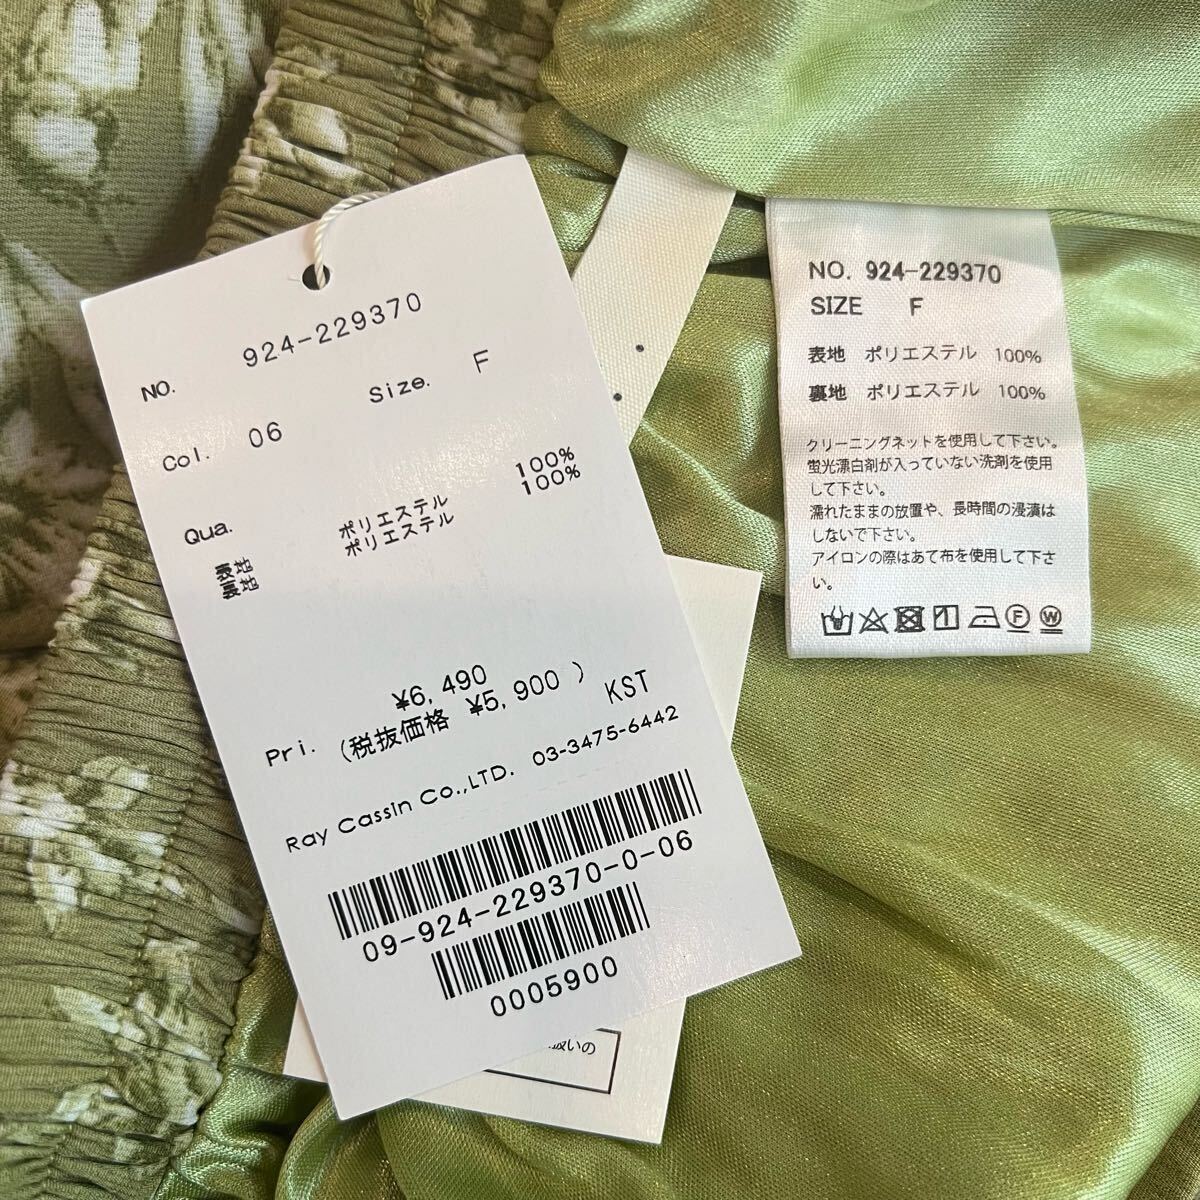 NO. 924-229370
Col. 06 Size. F
Qua.
表地 ポリエステル 100%
裏地 ポリエステル 100%
¥6,490
Pri. (税抜価格 ¥5,900 )
KST
Ray Cassin Co.,LTD. 03-3475-6442
09-924-229370-0-06
0005900
扱いの
NO. 924-229370
SIZE F
表地 ポリエステル 100%
裏地 ポリエステル 100%
クリーニングネットを使用して下さい。
蛍光漂白剤が入っていない洗剤を使用
して下さい。
濡れたままの放置や、長時間の浸漬は
しないで下さい。
アイロンの際はあて布を使用して下さ
い。
F W